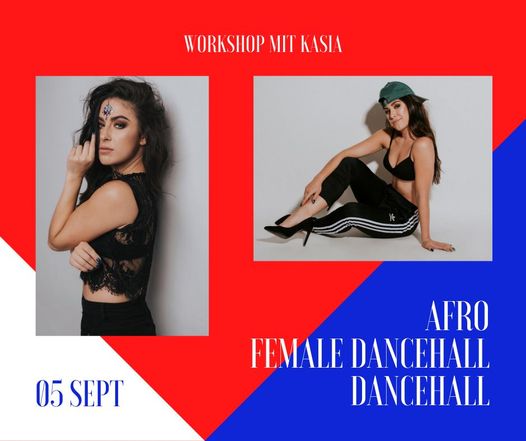 WORKSHOP MIT KASIA
AFRO
FEMALE DANCEHALL
DANCEHALL
05 SEPT